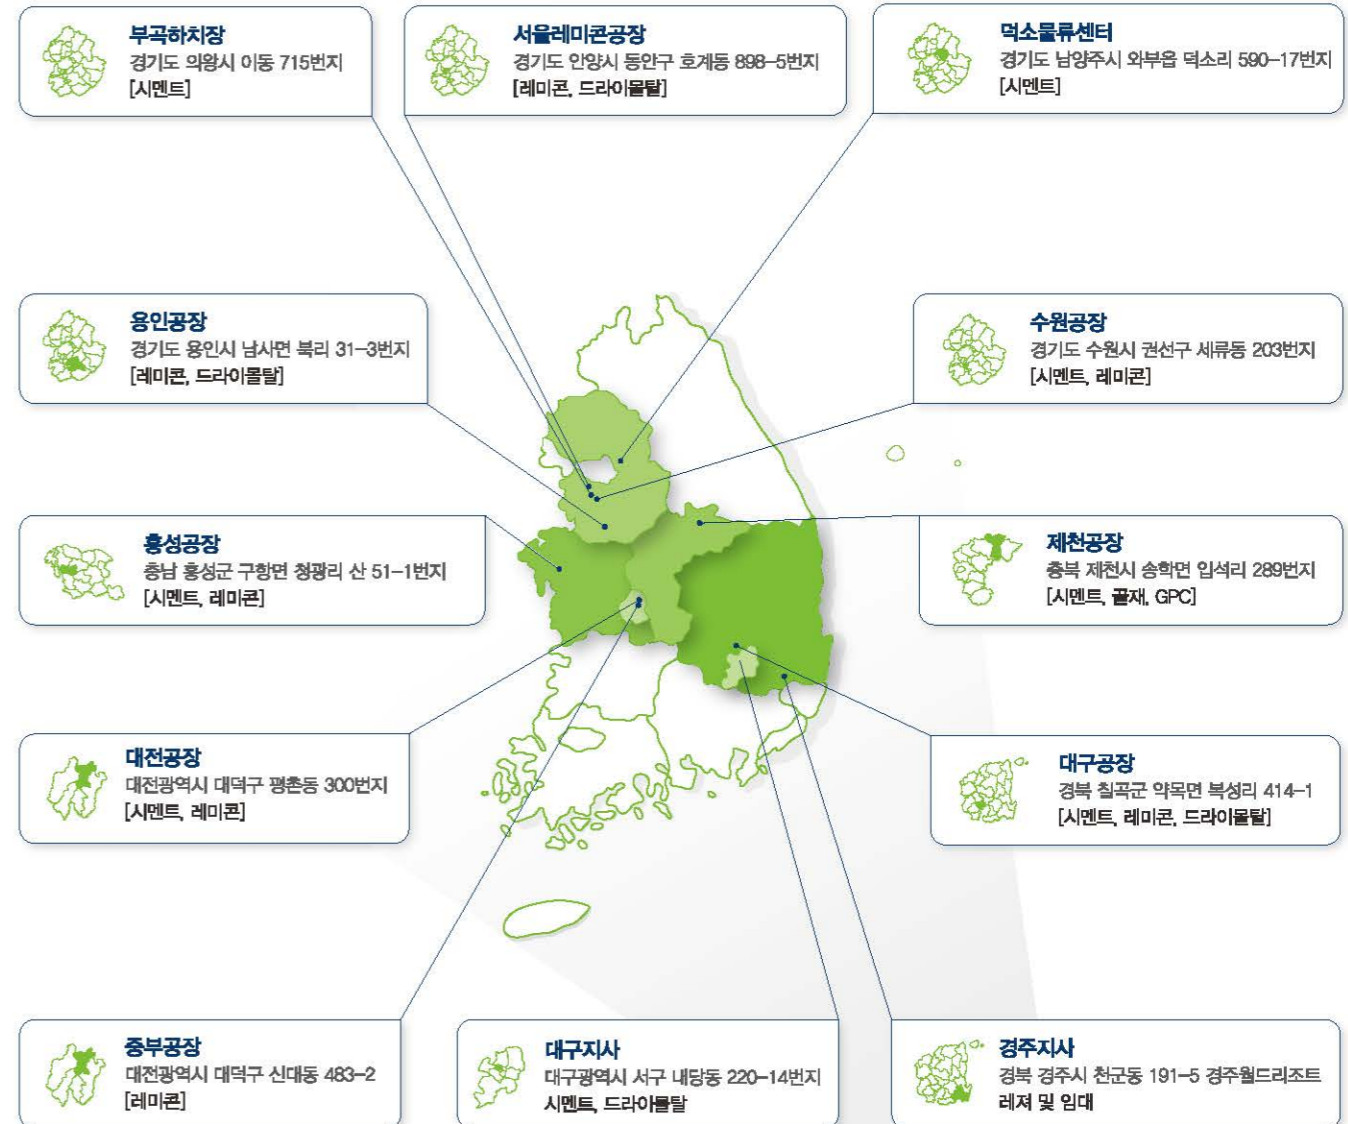 부곡하치장
경기도 의왕시 이동 715번지
[시멘트]
서울레미콘공장
경기도 안양시 동안구 호계동 898-5번지
[레미콘, 드라이몰탈]
덕소물류센터
경기도 남양주시 와부읍 덕소리 590-17번지
[시멘트]
용인공장
경기도 용인시 남사면 북리 31-3번지
[레미콘, 드라이몰탈]
수원공장
경기도 수원시 권선구 세류동 203번지
[시멘트, 레미콘]
홍성공장
충남 홍성군 구항면 청광리 산 51-1번지
[시멘트, 레미콘]
제천공장
충북 제천시 송학면 입석리 289번지
[시멘트, 골재, GPC]
대전공장
대전광역시 대덕구 평촌동 300번지
[시멘트, 레미콘]
대구공장
경북 칠곡군 약목면 복성리 414-1
[시멘트, 레미콘, 드라이몰탈]
중부공장
대전광역시 대덕구 신대동 483-2
[레미콘]
대구지사
대구광역시 서구 내당동 220-14번지
시멘트, 드라이몰탈
경주지사
경북 경주시 천군동 191-5 경주월드리조트
레져 및 임대